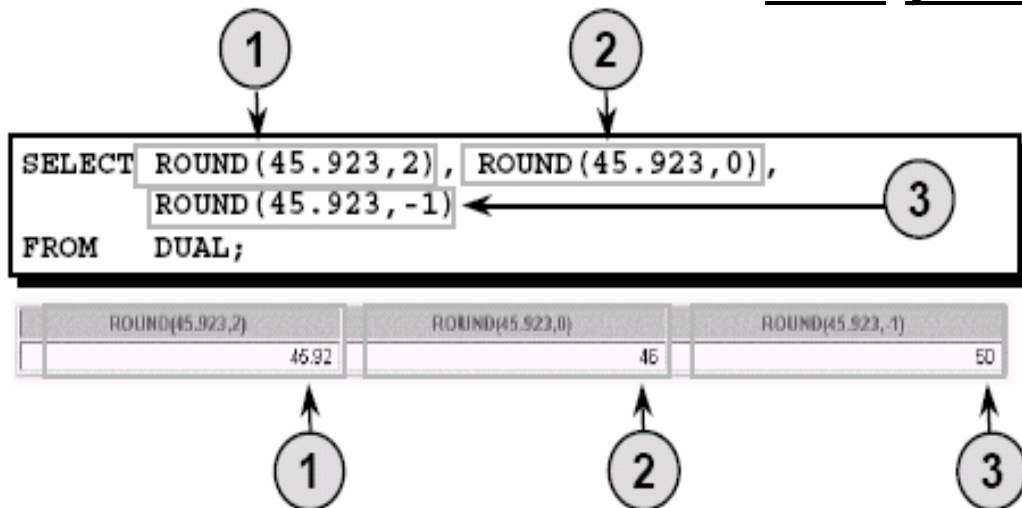 1 2
SELECT ROUND(45.923,2), ROUND(45.923,0),
ROUND(45.923,-1) 3
FROM DUAL;
ROUND(45.923,2) ROUND(45.923,0) ROUND(45.923,-1)
45.92 46 50
1 2 3